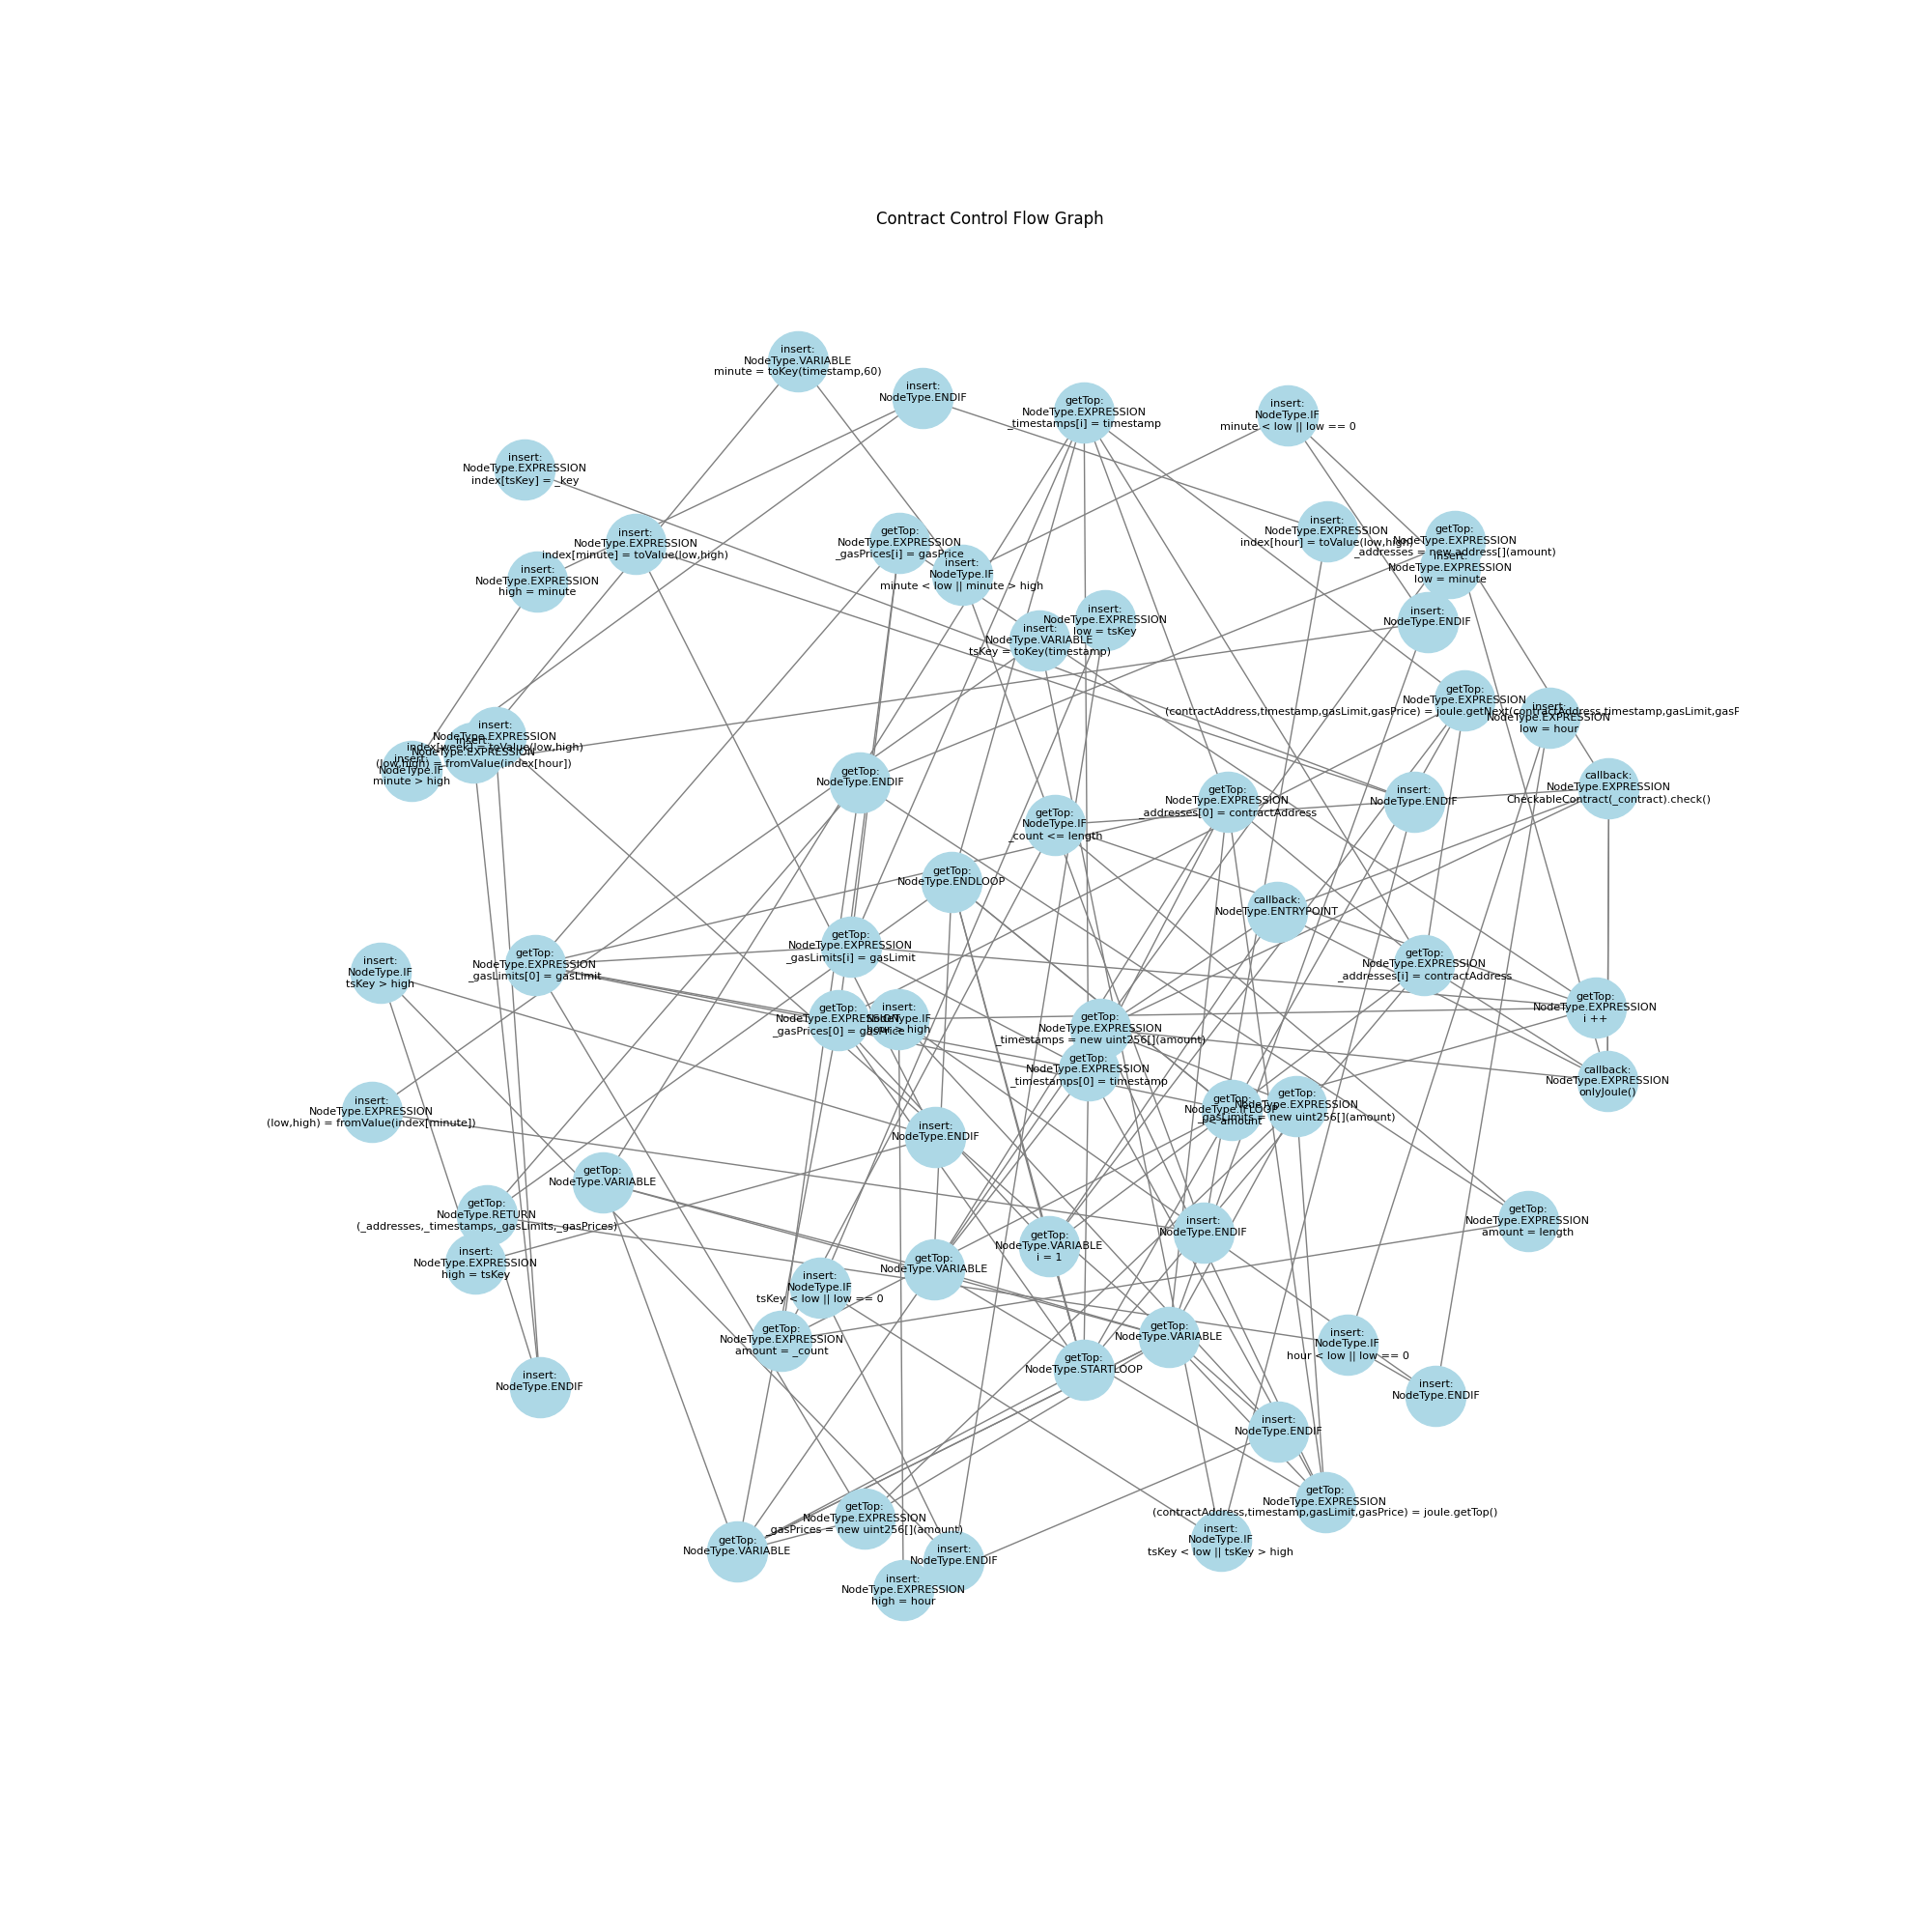 Contract Control Flow Graph
insert:
NodeType.VARIABLE
minute = toKey(timestamp,60)
insert:
NodeType.ENDIF
getTop:
NodeType.EXPRESSION
_timestamps[i] = timestamp
insert:
NodeType.IF
minute < low || low == 0
insert:
NodeType.EXPRESSION
index[tsKey] = _key
insert:
NodeType.EXPRESSION
index[minute] = toValue(low,high)
getTop:
NodeType.EXPRESSION
_gasPrices[i] = gasPrice
insert:
NodeType.EXPRESSION
index[hour] = toValue(low,high)
getTop:
NodeType.EXPRESSION
_addresses = new address[](amount)
insert:
NodeType.EXPRESSION
low = minute
insert:
NodeType.EXPRESSION
high = minute
insert:
NodeType.IF
minute < low || minute > high
insert:
NodeType.EXPRESSION
low = tsKey
insert:
NodeType.VARIABLE
tsKey = toKey(timestamp)
insert:
NodeType.ENDIF
getTop:
NodeType.EXPRESSION
(contractAddress,timestamp,gasLimit,gasPrice) = joule.getNext(contractAddress,timestamp,gasLimit,gasP
insert:
NodeType.EXPRESSION
low = hour
insert:
NodeType.EXPRESSION
index[week] = toValue(low,high)
insert:
NodeType.EXPRESSION
(low,high) = fromValue(index[hour])
insert:
NodeType.IF
minute > high
getTop:
NodeType.ENDIF
callback:
NodeType.EXPRESSION
CheckableContract(_contract).check()
getTop:
NodeType.EXPRESSION
_addresses[0] = contractAddress
insert:
NodeType.ENDIF
getTop:
NodeType.IF
_count <= length
getTop:
NodeType.ENDLOOP
callback:
NodeType.ENTRYPOINT
getTop:
NodeType.EXPRESSION
_gasLimits[i] = gasLimit
getTop:
NodeType.EXPRESSION
_gasLimits[0] = gasLimit
getTop:
NodeType.EXPRESSION
_addresses[i] = contractAddress
insert:
NodeType.IF
tsKey > high
getTop:
NodeType.EXPRESSION
_gasPrices[0] = gasPrice
insert:
NodeType.IF
hour > high
getTop:
NodeType.EXPRESSION
i ++
getTop:
NodeType.EXPRESSION
_timestamps = new uint256[](amount)
getTop:
NodeType.EXPRESSION
_timestamps[0] = timestamp
callback:
NodeType.EXPRESSION
onlyJoule()
insert:
NodeType.EXPRESSION
(low,high) = fromValue(index[minute])
getTop:
NodeType.IFLOOP
i < amount
getTop:
NodeType.EXPRESSION
_gasLimits = new uint256[](amount)
insert:
NodeType.ENDIF
getTop:
NodeType.VARIABLE
getTop:
NodeType.RETURN
(_addresses,_timestamps,_gasLimits,_gasPrices)
insert:
NodeType.EXPRESSION
high = tsKey
insert:
NodeType.ENDIF
getTop:
NodeType.EXPRESSION
amount = length
getTop:
NodeType.VARIABLE
i = 1
getTop:
NodeType.VARIABLE
insert:
NodeType.IF
tsKey < low || low == 0
getTop:
NodeType.EXPRESSION
amount = _count
getTop:
NodeType.VARIABLE
getTop:
NodeType.STARTLOOP
insert:
NodeType.IF
hour < low || low == 0
insert:
NodeType.ENDIF
insert:
NodeType.ENDIF
insert:
NodeType.ENDIF
getTop:
NodeType.EXPRESSION
(contractAddress,timestamp,gasLimit,gasPrice) = joule.getTop()
getTop:
NodeType.EXPRESSION
_gasPrices = new uint256[](amount)
getTop:
NodeType.VARIABLE
insert:
NodeType.IF
tsKey < low || tsKey > high
insert:
NodeType.ENDIF
insert:
NodeType.EXPRESSION
high = hour